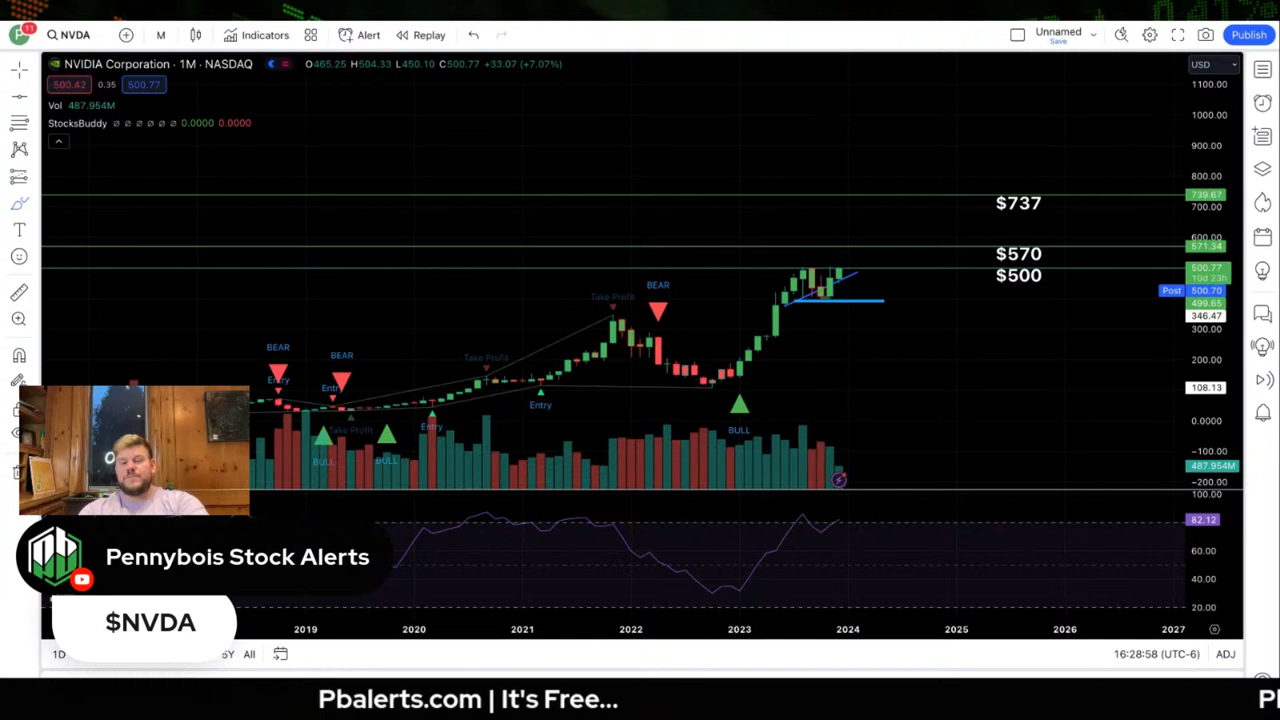 11
NVDA
M
Indicators
Alert
Replay
Unnamed
Save
Publish
NVIDIA Corporation · 1M · NASDAQ
O465.25 H504.33 L450.10 C500.77 +33.07 (+7.07%)
USD
500.42 0.35 500.77
Vol 487.954M
StocksBuddy ø ø ø ø ø ø 0.0000 0.0000
1100.00
1000.00
900.00
800.00
739.67
700.00
$737
600.00
571.34
$570
500.77
10d 23h
$500
Post 500.70
499.65
346.47
300.00
200.00
108.13
0.0000
−100.00
487.954M
−200.00
BEAR
Take Profit
BEAR
BEAR
Take Profit
Entry
Entry
Entry
Entry
Take Profit
BULL
BULL
BULL
100.00
82.12
60.00
40.00
20.00
Pennybois Stock Alerts
$NVDA
2019 2020 2021 2022 2023 2024 2025 2026 2027
1D
5Y All
16:28:58 (UTC-6) ADJ
Pbalerts.com | It's Free...